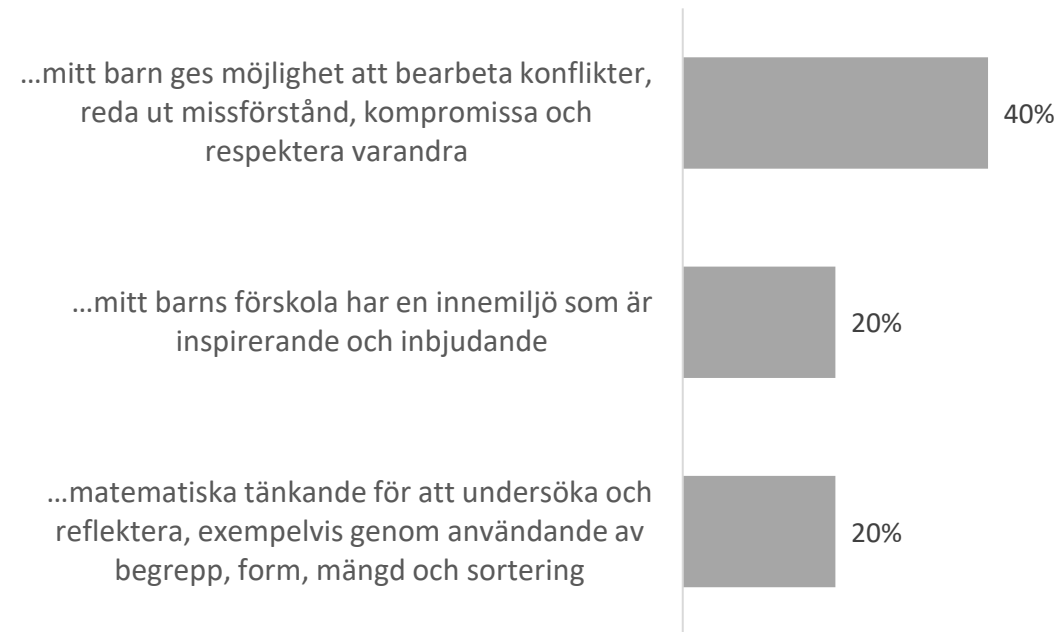 ...mitt barn ges möjlighet att bearbeta konflikter,
reda ut missförstånd, kompromissa och
respektera varandra
40%
...mitt barns förskola har en innemiljö som är
inspirerande och inbjudande
20%
...matematiska tänkande för att undersöka och
reflektera, exempelvis genom användande av
begrepp, form, mängd och sortering
20%